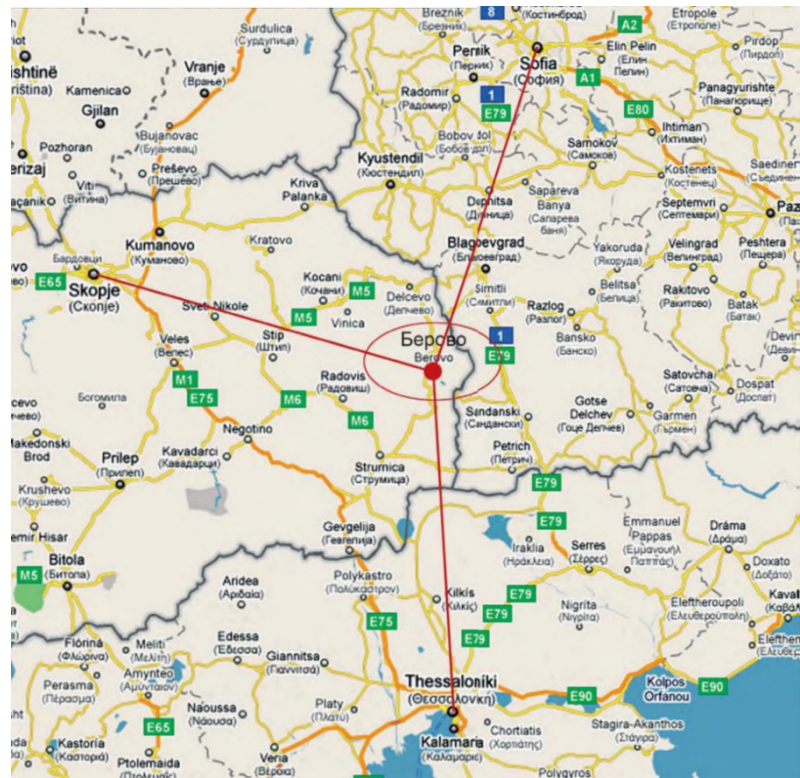 Surdulica
(Сурдулица)
8
(Костинброд)
Breznik
(Брезник)
A2
Etropole
(Етрополе)
Vranje
(Врање)
Pernik
(Перник)
Sofia
(София)
Elin Pelin
(Елин
Пелин)
Pirdop
(Пирдоп)
Kamenica
Gjilan
Radomir
(Радомир)
1
E79
A1
E80
Panagyurishte
(Панагюрище)
Bujanovac
(Бујановац)
Bobov dol
(Бобов дол)
Ihtiman
(Ихтиман)
Pozhoran
Preševo
(Прешево)
Kyustendil
(Кюстендил)
Samokov
(Самоков)
Viti
(Витина)
Kriva
Palanka
Kostenets
(Костенец)
Sapareva
Banya
(Сапарева
баня)
Septemvri
(Септември)
Kumanovo
(Куманово)
Kratovo
Blagoevgrad
(Благоевград)
Yakoruda
(Якоруда)
Velingrad
(Велинград)
Peshtera
(Пещера)
Бардовци
E65
Skopje
(Скопје)
Kocani
(Кочани)
M5
Delcevo
(Делчево)
Simitli
(Симитли)
Belitsa
(Белица)
Rakitovo
(Ракитово)
Batak
(Батак)
Sveti Nikole
M5
Vinica
Razlog
(Разлог)
Veles
(Велес)
Stip
(Штип)
Берово
Berovo
1
E79
Bansko
(Банско)
M1
E75
Radovis
(Радовиш)
M6
Satovcha
(Сатовча)
Dospat
(Доспат)
Богомила
M6
Sandanski
(Сандански)
Gotse
Delchev
(Гоце Делчев)
Garmen
(Гърмен)
Negotino
Makedonski
Brod
Prilep
(Прилеп)
Kavadarci
(Кавадарци)
Strumica
(Струмица)
Petrich
(Петрич)
E79
Krushevo
(Крушево)
Gevgelija
(Гевгелија)
E79
Emmanuel
Pappas
(Εμμανουήλ
Παππάς)
Dráma
(Δράμα)
Iraklia
(Ηράκλεια)
Serres
(Σέρρες)
Bitola
(Битола)
M5
Doxato
(Δοξάτο)
Aridea
(Αριδαία)
Polykastro
(Πολύκαστρον)
Kilkís
(Κιλκίς)
E79
Nigrita
(Νιγρίτα)
Eleftheroupoli
(Ελευθερούπολη)
E75
E79
Flórina
(Φλώρινα)
Meliti
(Μελίτη)
Edessa
(Έδεσσα)
Giannitsa
(Γιαννιτσά)
Perasma
(Πέρασμα)
Amyntéo
(Αμύνταιον)
Thessaloníki
(Θεσσαλονίκη)
E90
Kolpos
Orfanou
E90
Naoussa
(Νάουσα)
Platy
(Πλατύ)
E65
Chortiatis
(Χορτιάτης)
Stagira-Akanthos
(Στάγιρα)
Kastoria
(Καστοριά)
Veria
(Βέροια)
Kalamaria
(Καλαμαριά)
Ptolemaida
Polygyros